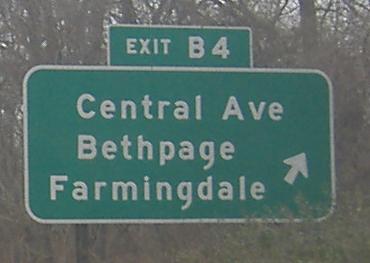 EXIT B4
Central Ave
Bethpage
Farmingdale